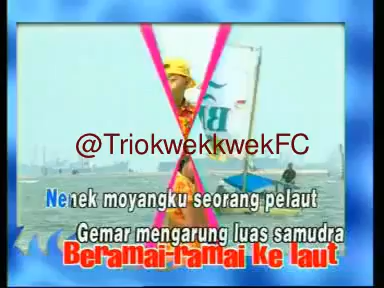 @TriokwekkwekFC
Nenek moyangku seorang pelaut
Gemar mengarung luas samudra
Beramai-ramai ke laut